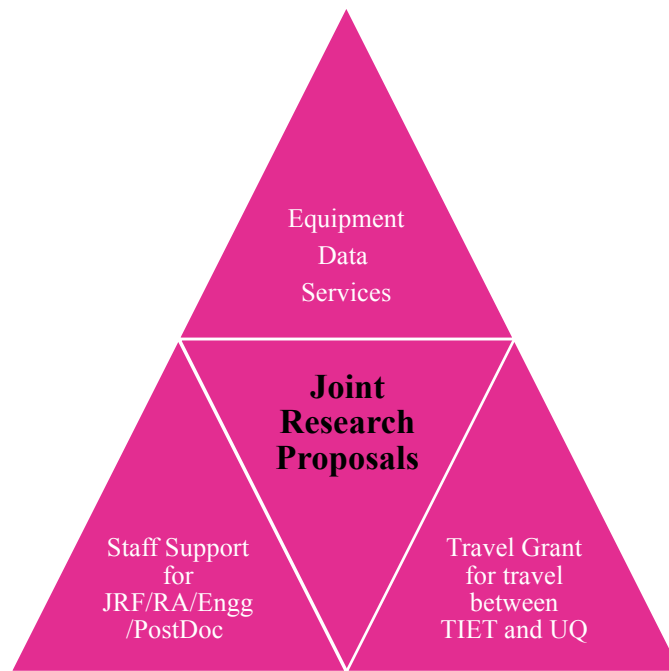 Equipment
Data
Services
Joint
Research
Proposals
Staff Support
for
JRF/RA/Engg
/PostDoc
Travel Grant
for travel
between
TIET and UQ